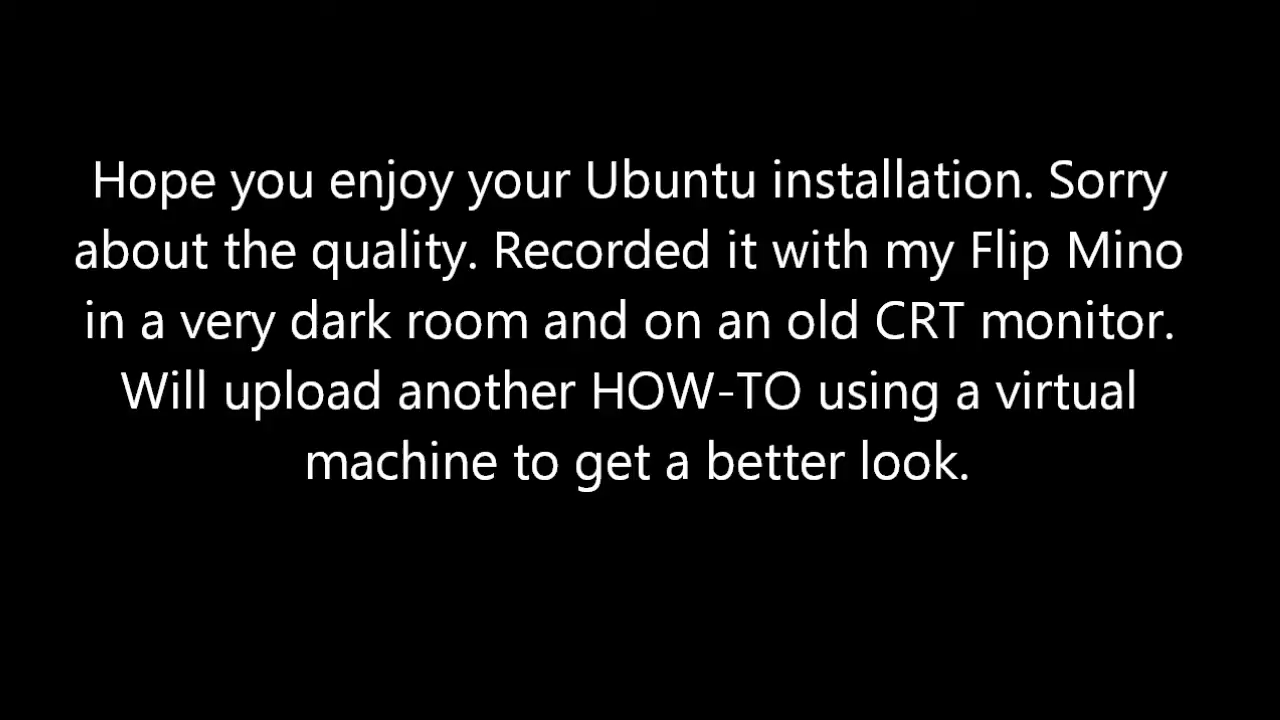 Hope you enjoy your Ubuntu installation. Sorry
about the quality. Recorded it with my Flip Mino
in a very dark room and on an old CRT monitor.
Will upload another HOW-TO using a virtual
machine to get a better look.